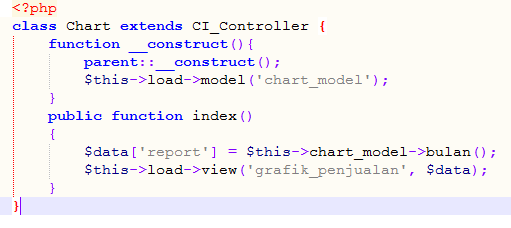 <?php
class Chart extends CI_Controller {
    function __construct(){
        parent::__construct();
        $this->load->model('chart_model');
    }
    public function index()
    {
        $data['report'] = $this->chart_model->bulan();
        $this->load->view('grafik_penjualan', $data);
    }
}